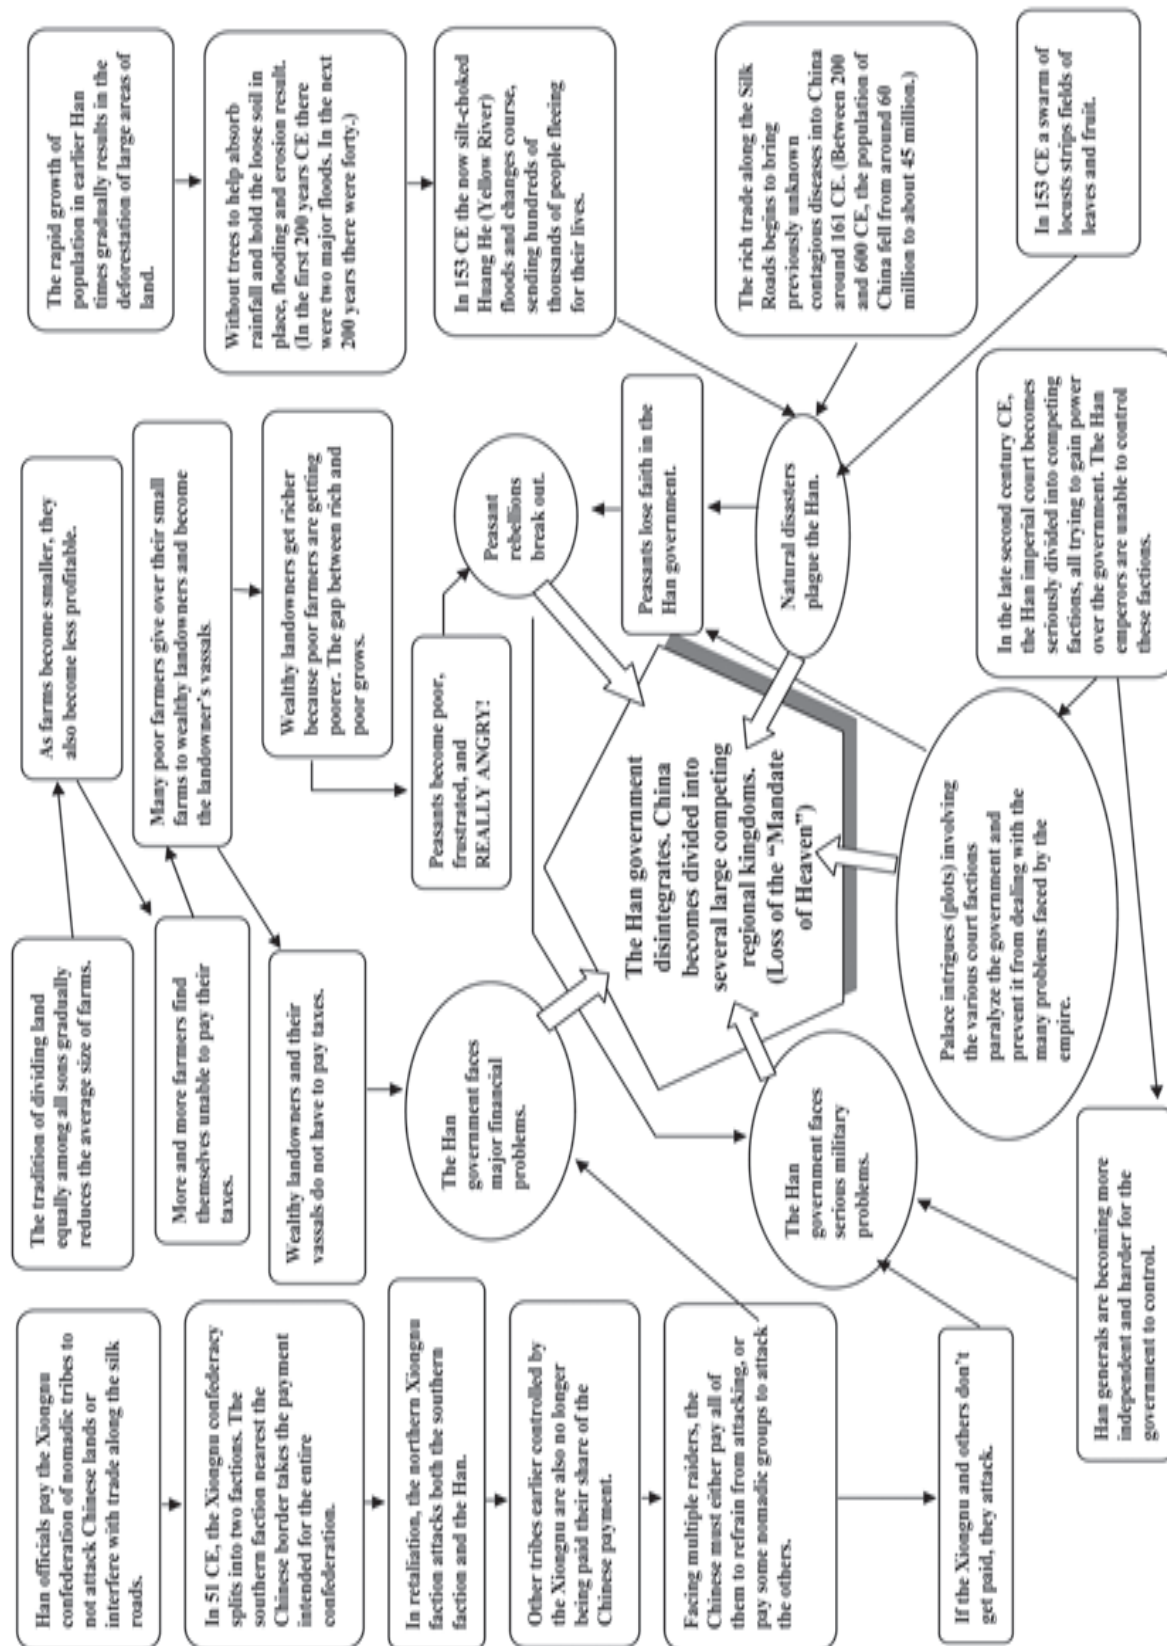 Han officials pay the Xiongnu
confederation of nomadic tribes to
not attack Chinese lands or
interfere with trade along the silk
roads.
In 51 CE, the Xiongnu confederacy
splits into two factions. The
southern faction nearest the
Chinese border takes the payment
intended for the entire
confederation.
In retaliation, the northern Xiongnu
faction attacks both the southern
faction and the Han.
Other tribes earlier controlled by
the Xiongnu are also no longer
being paid their share of the
Chinese payment.
Facing multiple raiders, the
Chinese must either pay all of
them to refrain from attacking, or
pay some nomadic groups to attack
the others.
If the Xiongnu and others don't
get paid, they attack.
The tradition of dividing land
equally among all sons gradually
reduces the average size of farms.
As farms become smaller, they
also become less profitable.
More and more farmers find
themselves unable to pay their
taxes.
Many poor farmers give over their small
farms to wealthy landowners and become
the landowner's vassals.
Wealthy landowners and their
vassals do not have to pay taxes.
Wealthy landowners get richer
because poor farmers are getting
poorer. The gap between rich and
poor grows.
Peasants become poor,
frustrated, and
REALLY ANGRY!
Peasant
rebellions
break out.
The Han
government faces
major financial
problems.
The Han government
disintegrates. China
becomes divided into
several large competing
regional kingdoms.
(Loss of the “Mandate
of Heaven”)
Peasants lose faith in the
Han government.
Natural disasters
plague the Han.
The Han
government faces
serious military
problems.
Palace intrigues (plots) involving
the various court factions
paralyze the government and
prevent it from dealing with the
many problems faced by the
empire.
Han generals are becoming more
independent and harder for the
government to control.
In the late second century CE,
the Han imperial court becomes
seriously divided into competing
factions, all trying to gain power
over the government. The Han
emperors are unable to control
these factions.
The rapid growth of
population in earlier Han
times gradually results in the
deforestation of large areas of
land.
Without trees to help absorb
rainfall and hold the loose soil in
place, flooding and erosion result.
(In the first 200 years CE there
were two major floods. In the next
200 years there were forty.)
In 153 CE the now silt-choked
Huang He (Yellow River)
floods and changes course,
sending hundreds of
thousands of people fleeing
for their lives.
The rich trade along the Silk
Roads begins to bring
previously unknown
contagious diseases into China
around 161 CE. (Between 200
and 600 CE, the population of
China fell from around 60
million to about 45 million.)
In 153 CE a swarm of
locusts strips fields of
leaves and fruit.